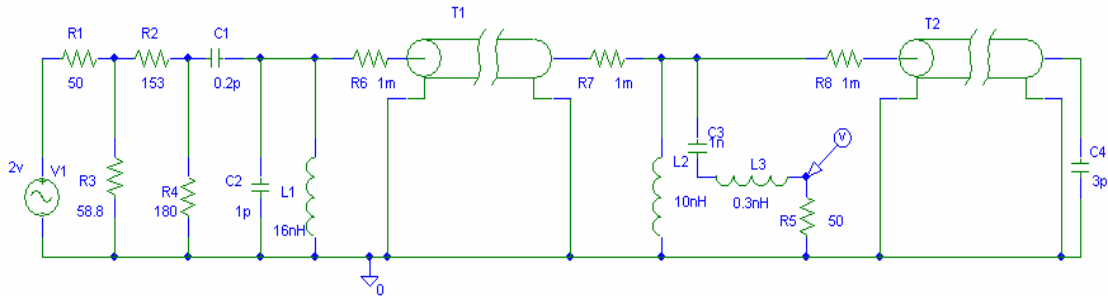 T1
T2
R1
R2
C1
50
153
0.2p
R6
1m
R7
1m
R8
1m
C3
1n
V
2v
V1
R3
58.8
R4
180
C2
1p
L1
16nH
L2
10nH
L3
0.3nH
R5
50
C4
3p
0